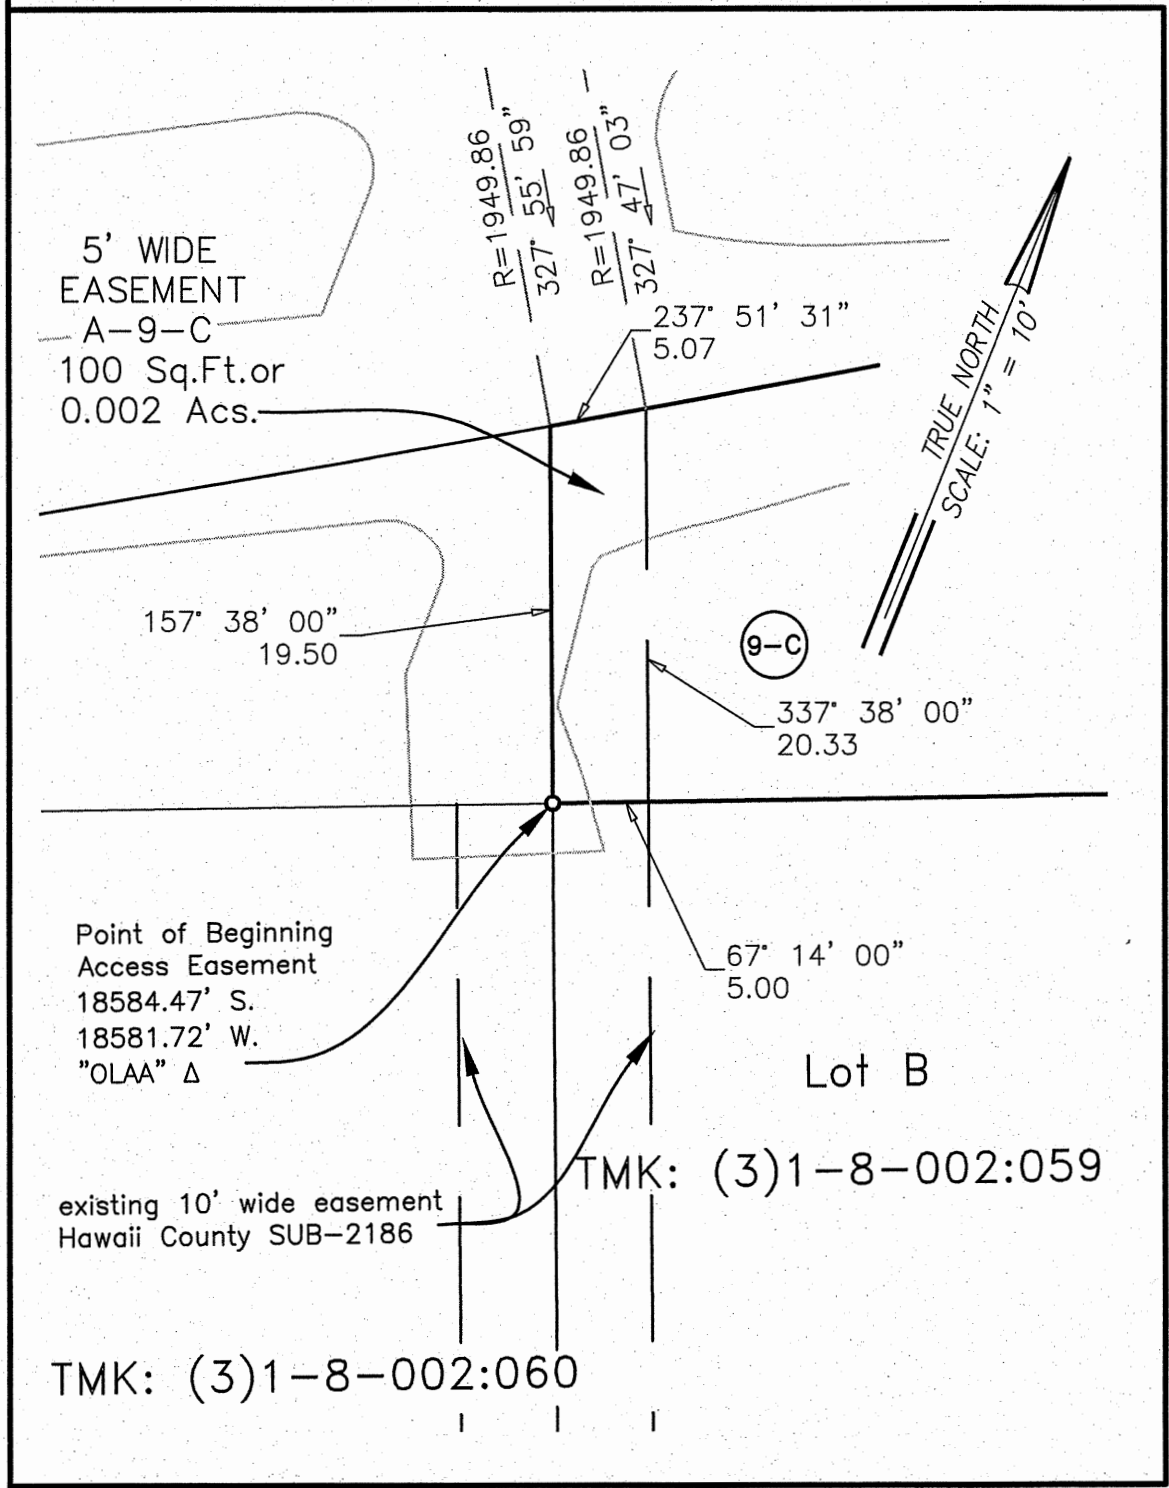 R=1949.86
327° 55' 59"
R=1949.86
327° 47' 03"
5' WIDE
EASEMENT
A-9-C
100 Sq.Ft.or
0.002 Acs.
237° 51' 31"
5.07
TRUE NORTH
SCALE: 1" = 10'
157° 38' 00"
19.50
9-C
337° 38' 00"
20.33
Point of Beginning
Access Easement
18584.47' S.
18581.72' W.
"OLAA" Δ
67° 14' 00"
5.00
Lot B
TMK: (3)1-8-002:059
existing 10' wide easement
Hawaii County SUB-2186
TMK: (3)1-8-002:060